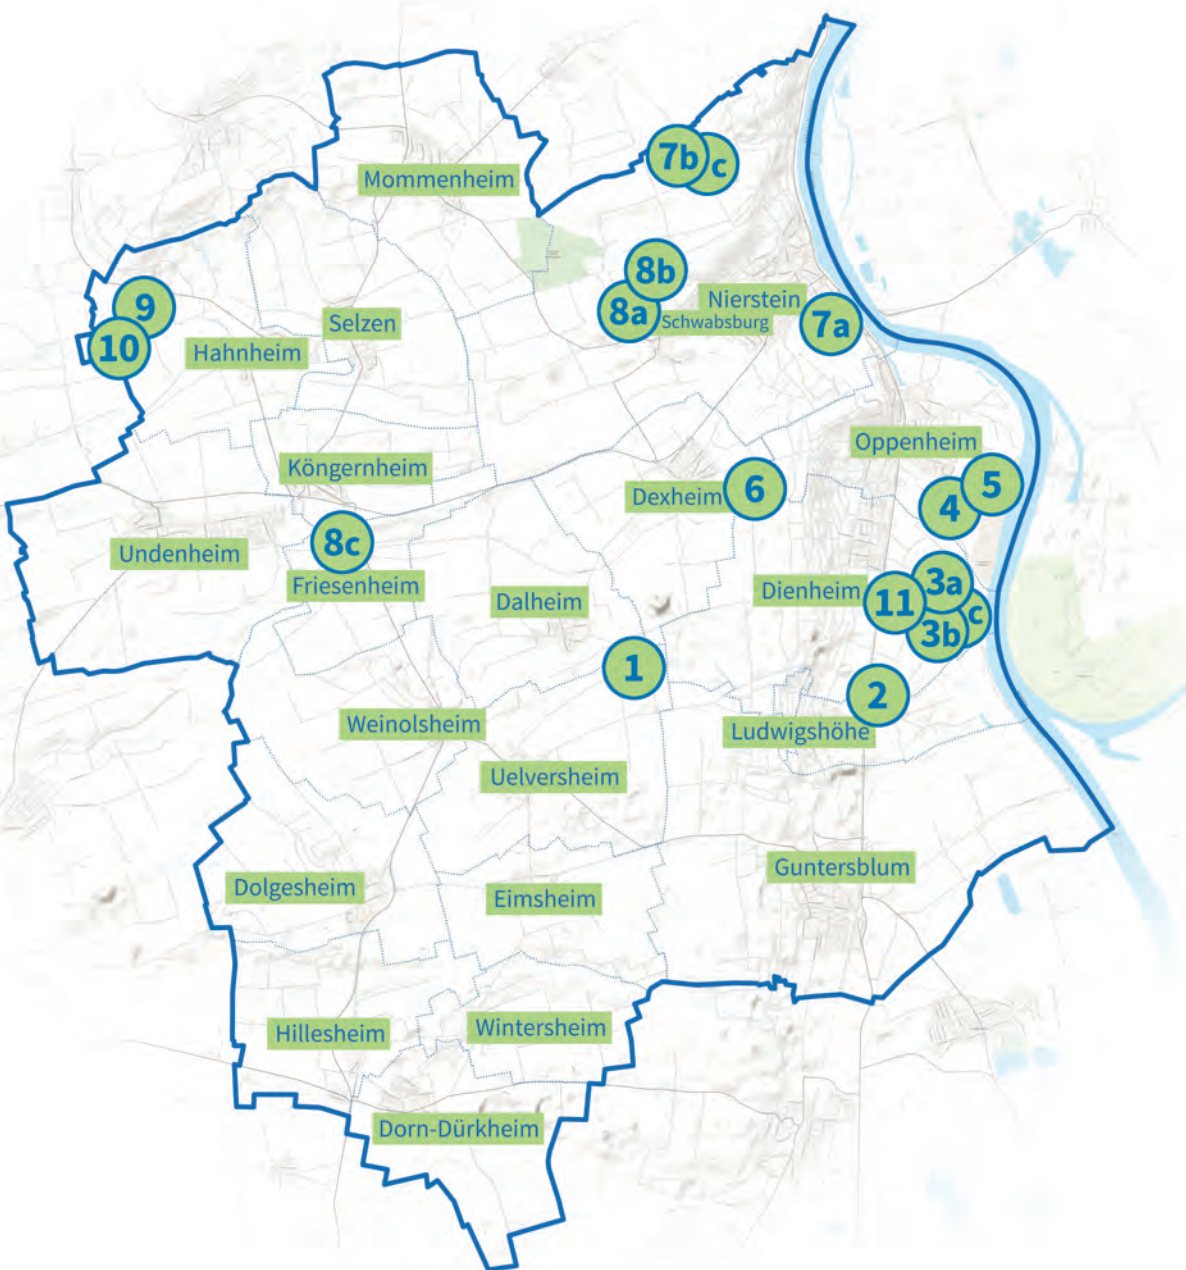 7b
c
Mommenheim
8b
9
8a
Nierstein
Schwabsburg
7a
Selzen
10
Hahnheim
Oppenheim
Köngernheim
5
6
Dexheim
4
8c
Undenheim
Friesenheim
3a
Dienheim
11
Dalheim
c
3b
1
2
Weinolsheim
Ludwigshöhe
Uelversheim
Guntersblum
Dolgesheim
Eimsheim
Wintersheim
Hillesheim
Dorn-Dürkheim